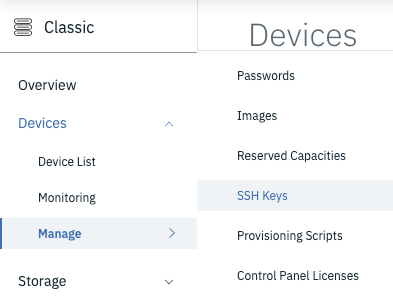 Classic
Overview
Devices
Device List
Monitoring
Manage
Storage
Devices
Passwords
Images
Reserved Capacities
SSH Keys
Provisioning Scripts
Control Panel Licenses